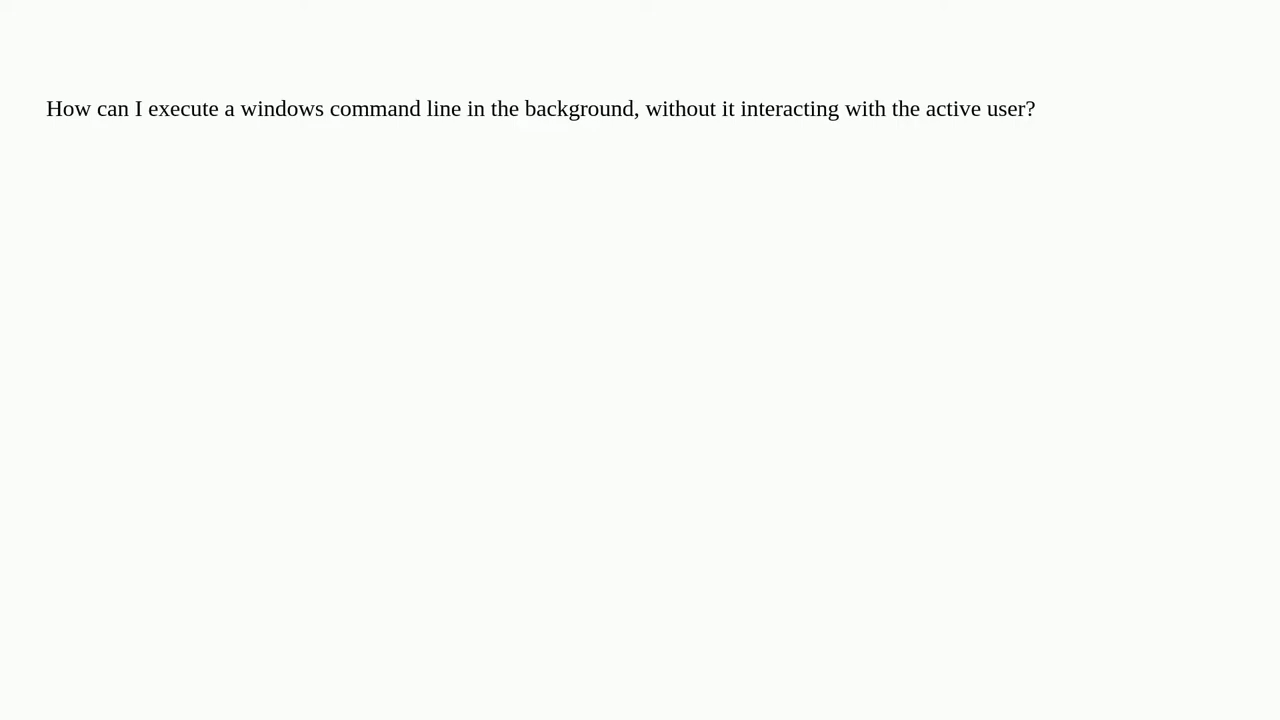 How can I execute a windows command line in the background, without it interacting with the active user?